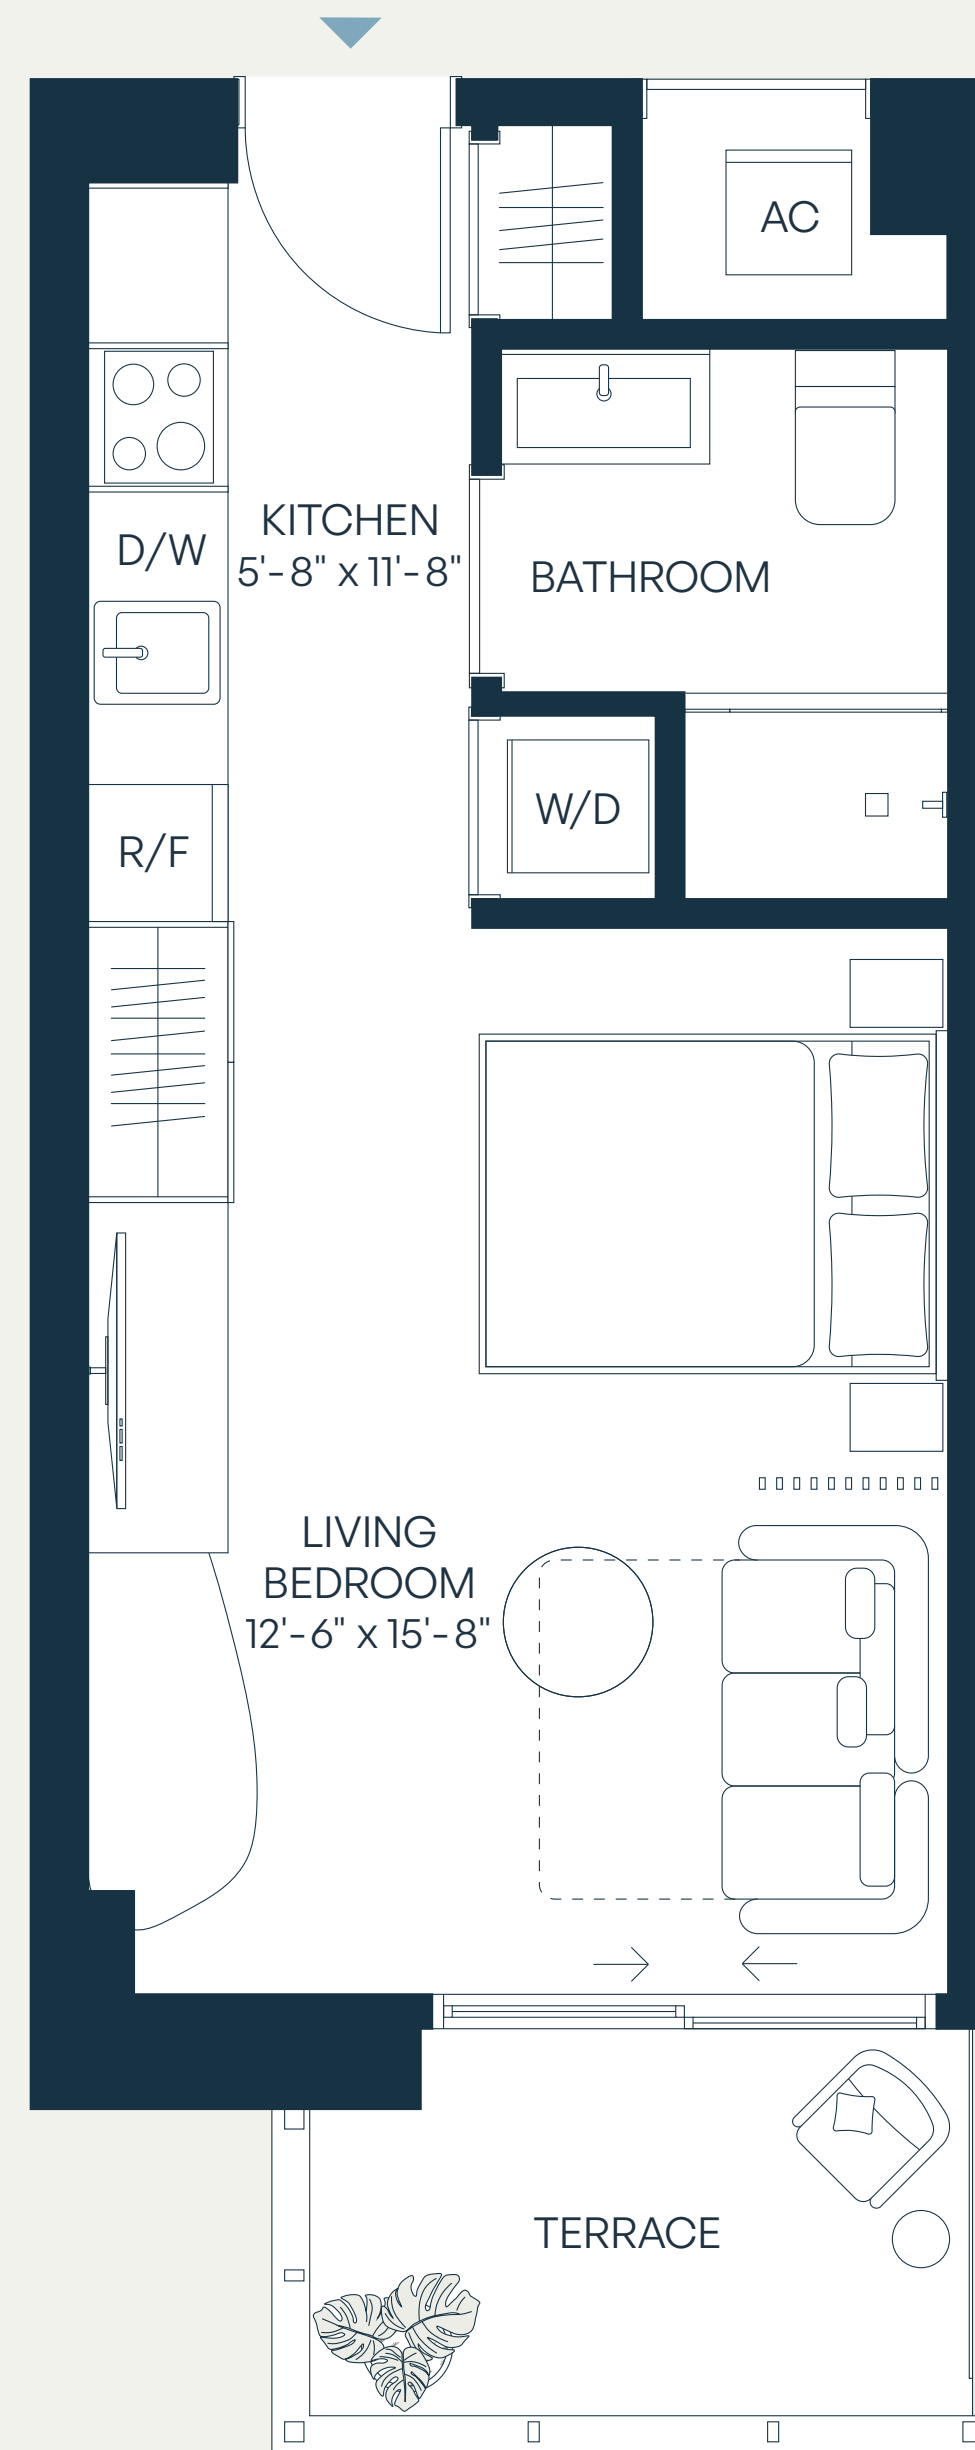 AC
KITCHEN
5'-8" x 11'-8"
D/W
BATHROOM
W/D
R/F
LIVING
BEDROOM
12'-6" x 15'-8"
TERRACE